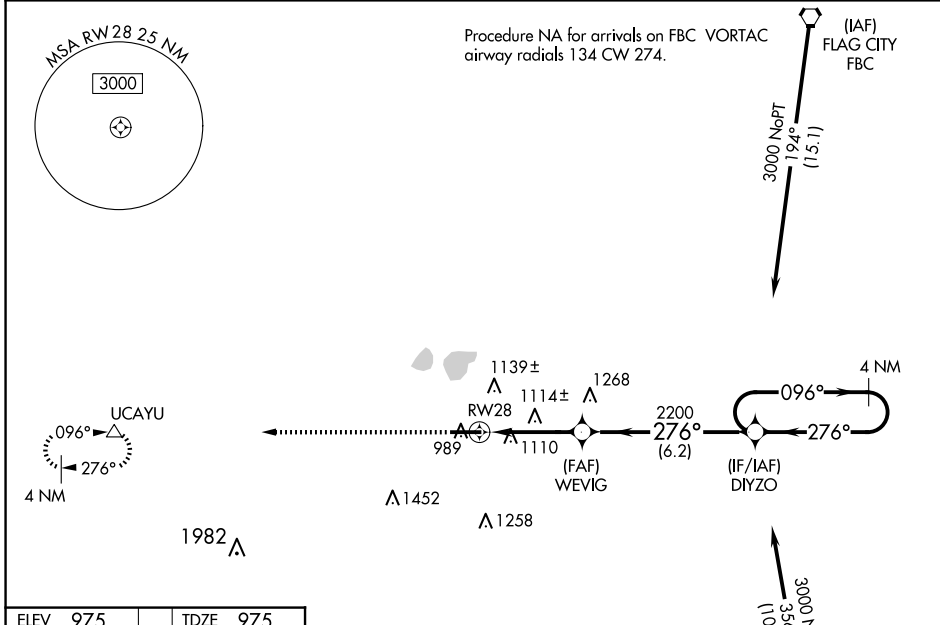 MSA RW28 25 NM
3000
Procedure NA for arrivals on FBC VORTAC
airway radials 134 CW 274.
(IAF)
FLAG CITY
FBC
3000 NoPT
194°
(15.1)
1139±
1114±
1268
4 NM
096°
RW28
2200
276°
(6.2)
276°
989
1110
(FAF)
WEVIG
(IF/IAF)
DIYZO
UCAYU
096°
276°
4 NM
1452
1258
1982
3000
ELEV 975 TDZE 975